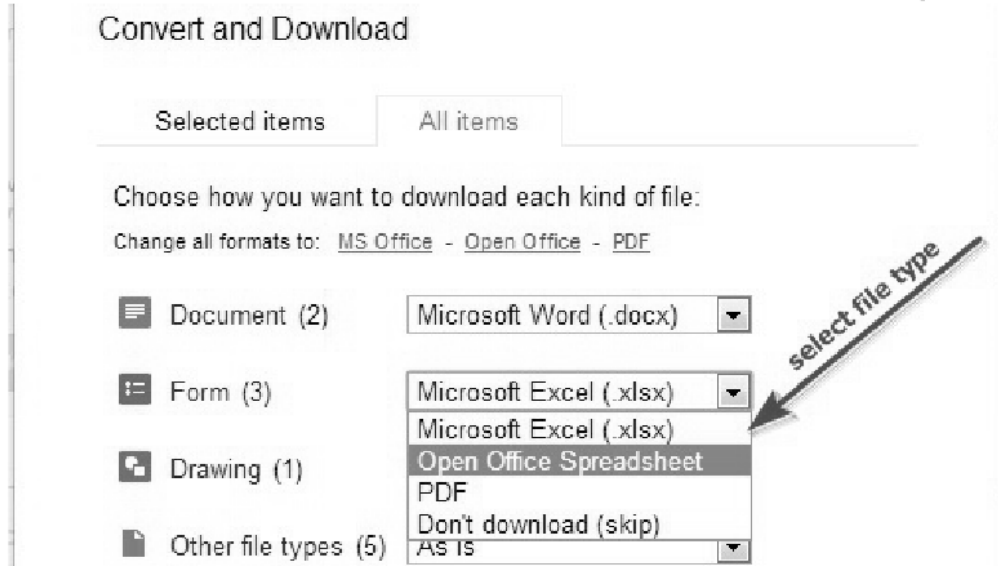 Convert and Download
Selected items All items
Choose how you want to download each kind of file:
Change all formats to: MS Office - Open Office - PDF
Document (2) Microsoft Word (.docx)
select file type
Form (3) Microsoft Excel (.xlsx)
Microsoft Excel (.xlsx)
Open Office Spreadsheet
Drawing (1)
PDF
Don't download (skip)
Other file types (5) As is